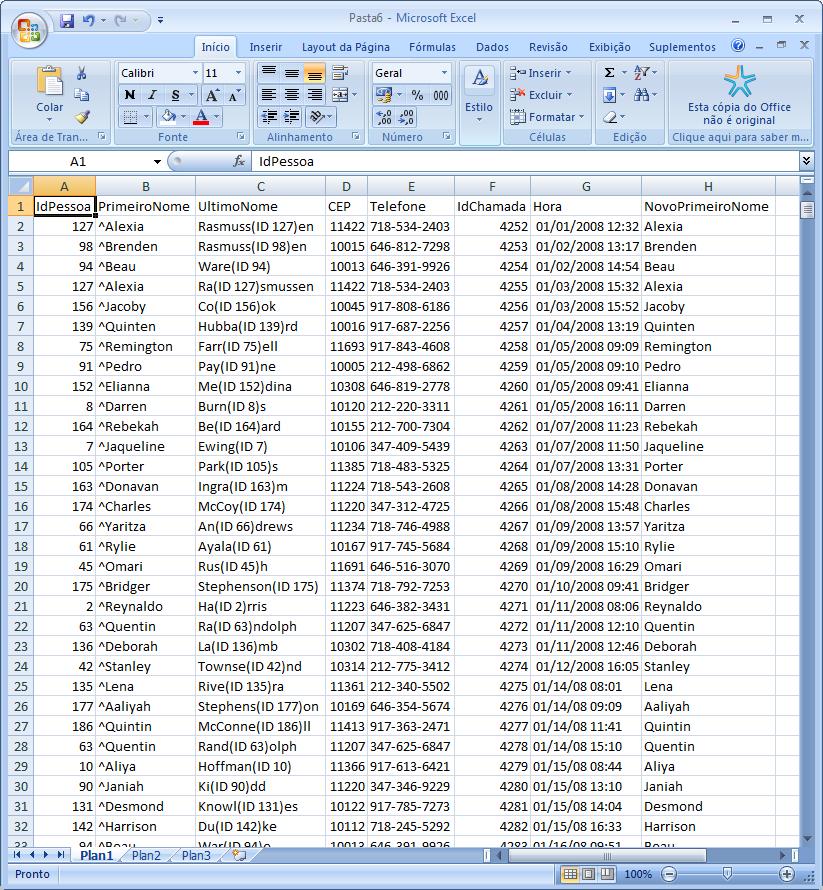 Pasta6 - Microsoft Excel
Início Inserir Layout da Página Fórmulas Dados Revisão Exibição Suplementos
Colar
Calibri 11
N I S A A
A
Geral
% 000
Estilo
Inserir
Excluir
Formatar
Σ
Esta cópia do Office
não é original
Área de Tran... Fonte Alinhamento Número Células Edição Clique aqui para saber m...
A1 fx IdPessoa
A B C D E F G H
1 IdPessoa PrimeiroNome UltimoNome CEP Telefone IdChamada Hora NovoPrimeiroNome
2 127 ^Alexia Rasmuss(ID 127)en 11422 718-534-2403 4252 01/01/2008 12:32 Alexia
3 98 ^Brenden Rasmuss(ID 98)en 10015 646-812-7298 4253 01/02/2008 13:17 Brenden
4 94 ^Beau Ware(ID 94) 10013 646-391-9926 4254 01/02/2008 14:54 Beau
5 127 ^Alexia Ra(ID 127)smussen 11422 718-534-2403 4255 01/03/2008 15:32 Alexia
6 156 ^Jacoby Co(ID 156)ok 10045 917-808-6186 4256 01/03/2008 15:52 Jacoby
7 139 ^Quinten Hubba(ID 139)rd 10016 917-687-2256 4257 01/04/2008 13:19 Quinten
8 75 ^Remington Farr(ID 75)ell 11693 917-843-4608 4258 01/05/2008 09:09 Remington
9 91 ^Pedro Pay(ID 91)ne 10005 212-498-6862 4259 01/05/2008 09:10 Pedro
10 152 ^Elianna Me(ID 152)dina 10308 646-819-2778 4260 01/05/2008 09:41 Elianna
11 8 ^Darren Burn(ID 8)s 10120 212-220-3311 4261 01/05/2008 16:11 Darren
12 164 ^Rebekah Be(ID 164)ard 10155 212-700-7304 4262 01/07/2008 11:23 Rebekah
13 7 ^Jaqueline Ewing(ID 7) 10106 347-409-5439 4263 01/07/2008 11:50 Jaqueline
14 105 ^Porter Park(ID 105)s 11385 718-483-5325 4264 01/07/2008 13:31 Porter
15 163 ^Donavan Ingra(ID 163)m 11224 718-543-2608 4265 01/08/2008 14:28 Donavan
16 174 ^Charles McCoy(ID 174) 11220 347-312-4725 4266 01/08/2008 15:48 Charles
17 66 ^Yaritza An(ID 66)drews 11234 718-746-4988 4267 01/09/2008 13:57 Yaritza
18 61 ^Rylie Ayala(ID 61) 10167 917-745-5684 4268 01/09/2008 15:10 Rylie
19 45 ^Omari Rus(ID 45)h 11691 646-516-3070 4269 01/09/2008 16:29 Omari
20 175 ^Bridger Stephenson(ID 175) 11374 718-792-7253 4270 01/10/2008 09:41 Bridger
21 2 ^Reynaldo Ha(ID 2)rris 11223 646-382-3431 4271 01/11/2008 08:06 Reynaldo
22 63 ^Quentin Ra(ID 63)ndolph 11207 347-625-6847 4272 01/11/2008 12:10 Quentin
23 136 ^Deborah La(ID 136)mb 10302 718-408-4184 4273 01/11/2008 12:46 Deborah
24 42 ^Stanley Townse(ID 42)nd 10314 212-775-3412 4274 01/12/2008 16:05 Stanley
25 135 ^Lena Rive(ID 135)ra 11361 212-340-5502 4275 01/14/08 08:01 Lena
26 177 ^Aaliyah Stephens(ID 177)on 10169 646-354-5674 4276 01/14/08 09:09 Aaliyah
27 186 ^Quintin McConne(ID 186)ll 11413 917-363-2471 4277 01/14/08 11:41 Quintin
28 63 ^Quentin Rand(ID 63)olph 11207 347-625-6847 4278 01/14/08 15:10 Quentin
29 10 ^Aliya Hoffman(ID 10) 11366 917-613-6421 4279 01/15/08 08:44 Aliya
30 90 ^Janiah Ki(ID 90)dd 11220 347-346-9229 4280 01/15/08 13:10 Janiah
31 131 ^Desmond Knowl(ID 131)es 10122 917-785-7273 4281 01/15/08 14:04 Desmond
32 142 ^Harrison Du(ID 142)ke 10112 718-245-5292 4282 01/15/08 16:33 Harrison
33 94 ^Beau War(ID 94)e 10013 646-391-9926 4283 01/16/08 09:51 Beau
Plan1 Plan2 Plan3
Pronto 100%